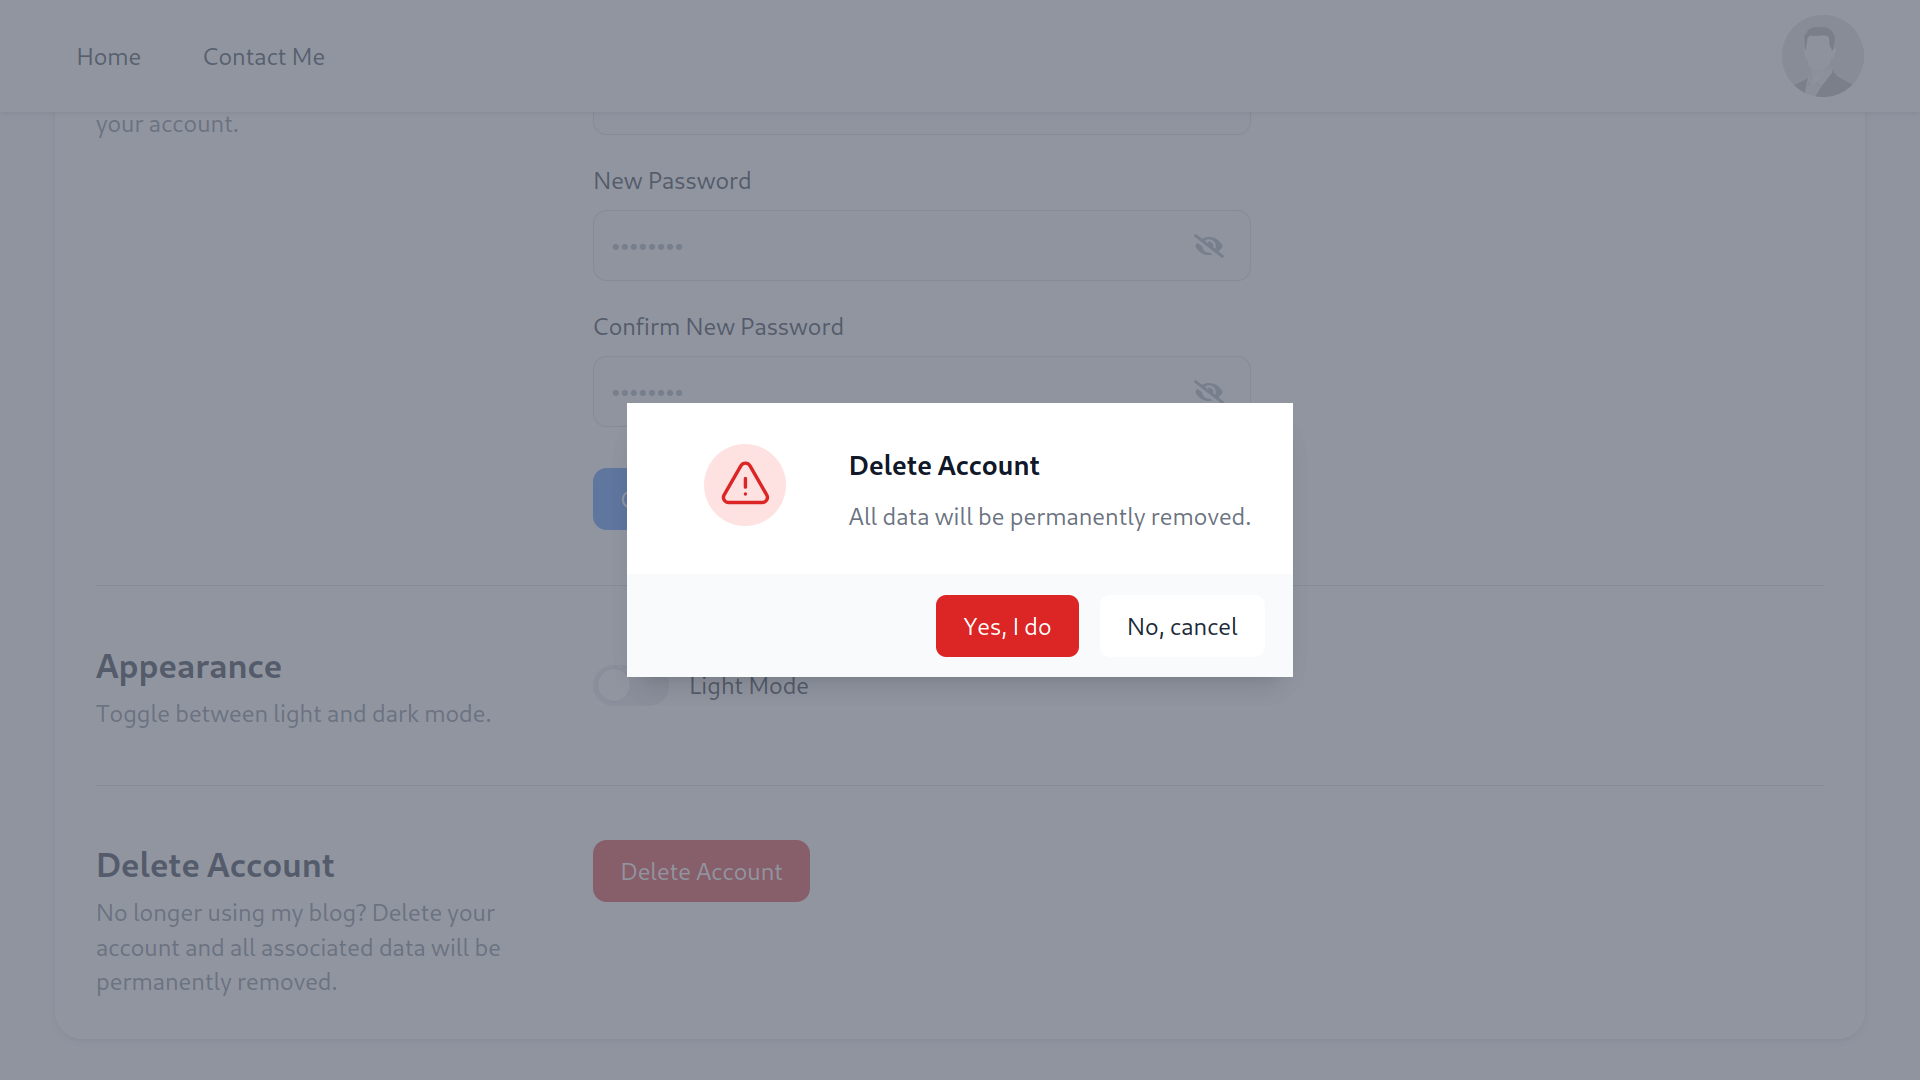 Home
Contact Me
your account.
New Password
••••••••
Confirm New Password
••••••••
Delete Account
All data will be permanently removed.
Yes, I do
No, cancel
Appearance
Toggle between light and dark mode.
Light Mode
Delete Account
No longer using my blog? Delete your
account and all associated data will be
permanently removed.
Delete Account